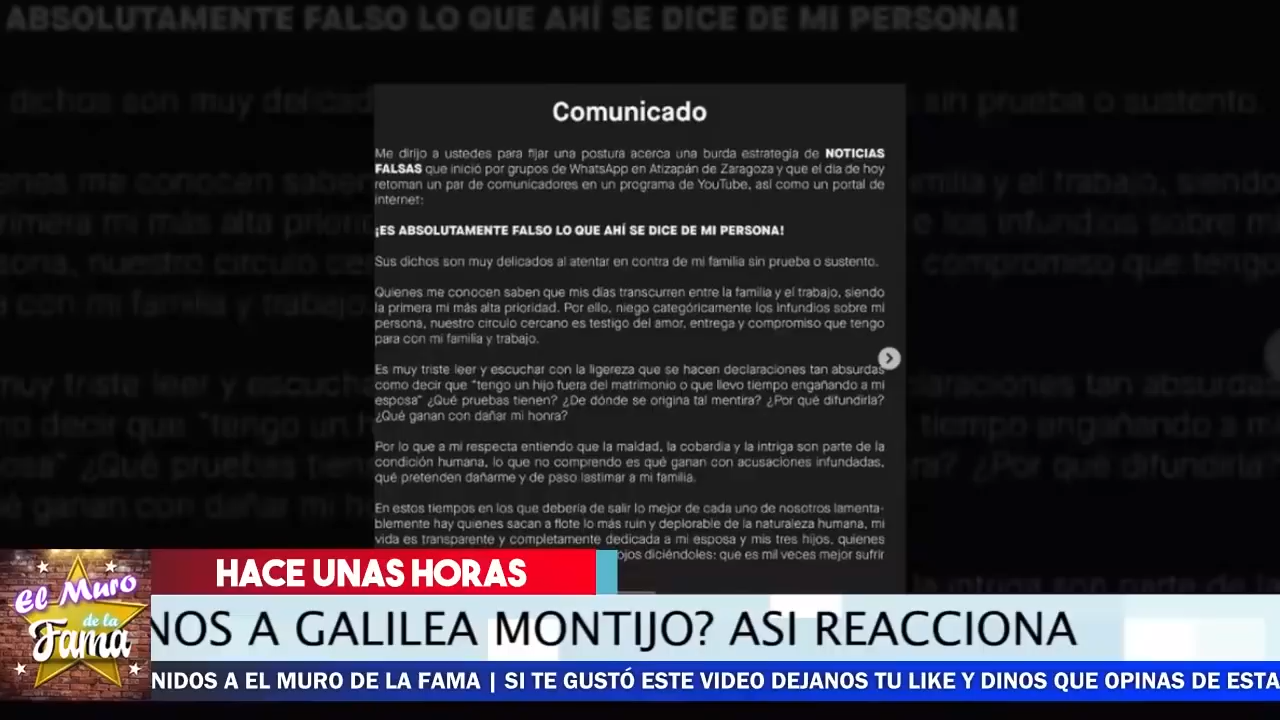 ABSOLUTAMENTE FALSO LO QUE AHÍ SE DICE DE MI PERSONA!
Comunicado
Me dirijo a ustedes para fijar una postura acerca una burda estrategia de NOTICIAS
FALSAS que inició por grupos de WhatsApp en Atizapán de Zaragoza y que el día de hoy
retoman un par de comunicadores en un programa de YouTube, así como un portal de
internet:
¡ES ABSOLUTAMENTE FALSO LO QUE AHÍ SE DICE DE MI PERSONA!
Sus dichos son muy delicados al atentar en contra de mi familia sin prueba o sustento.
Quienes me conocen saben que mis días transcurren entre la familia y el trabajo, siendo
la primera mi más alta prioridad. Por ello, niego categóricamente los infundios sobre mi
persona, nuestro circulo cercano es testigo del amor, entrega y compromiso que tengo
para con mi familia y trabajo.
Es muy triste leer y escuchar con la ligereza que se hacen declaraciones tan absurdas
como decir que "tengo un hijo fuera del matrimonio o que llevo tiempo engañando a mi
esposa" ¿Qué pruebas tienen? ¿De dónde se origina tal mentira? ¿Por qué difundirla?
¿Qué ganan con dañar mi honra?
Por lo que a mi respecta entiendo que la maldad, la cobardía y la intriga son parte de la
condición humana, lo que no comprendo es qué ganan con acusaciones infundadas,
qué pretenden dañarme y de paso lastimar a mi familia.
En estos tiempos en los que debería de salir lo mejor de cada uno de nosotros lamenta-
blemente hay quienes sacan a flote lo más ruin y deplorable de la naturaleza humana, mi
vida es transparente y completamente dedicada a mi esposa y mis tres hijos, quienes
ojos diciéndoles: que es mil veces mejor sufrir
HACE UNAS HORAS
El Muro
de la
Fama
NOS A GALILEA MONTIJO? ASI REACCIONA
NIDOS A EL MURO DE LA FAMA | SI TE GUSTÓ ESTE VIDEO DEJANOS TU LIKE Y DINOS QUE OPINAS DE ESTA